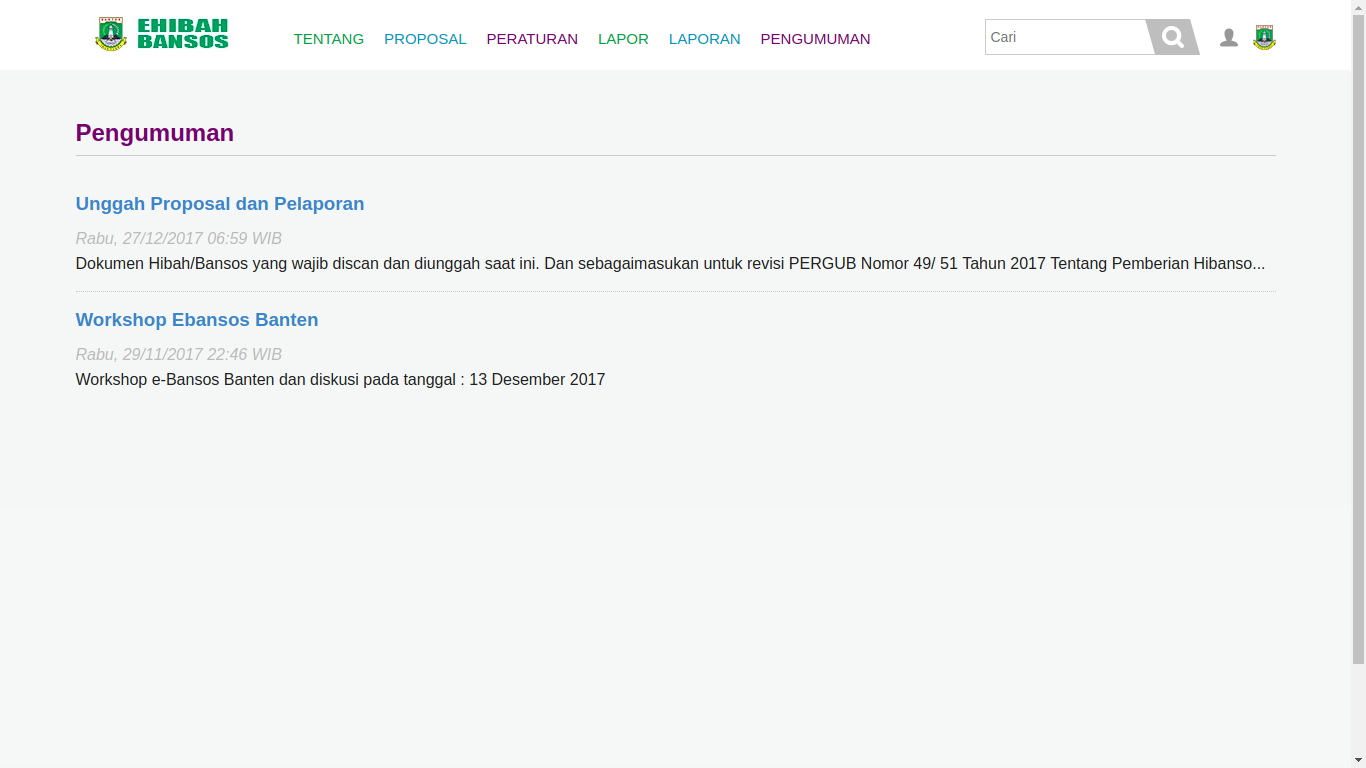 EHIBAH
BANSOS
TENTANG PROPOSAL PERATURAN LAPOR LAPORAN PENGUMUMAN
Cari
Pengumuman
Unggah Proposal dan Pelaporan
Rabu, 27/12/2017 06:59 WIB
Dokumen Hibah/Bansos yang wajib discan dan diunggah saat ini. Dan sebagaimasukan untuk revisi PERGUB Nomor 49/ 51 Tahun 2017 Tentang Pemberian Hibanso...
Workshop Ebansos Banten
Rabu, 29/11/2017 22:46 WIB
Workshop e-Bansos Banten dan diskusi pada tanggal : 13 Desember 2017